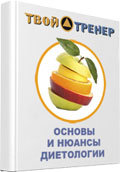 ТВОЙ ТРЕНЕР
ОСНОВЫ
И НЮАНСЫ
ДИЕТОЛОГИИ